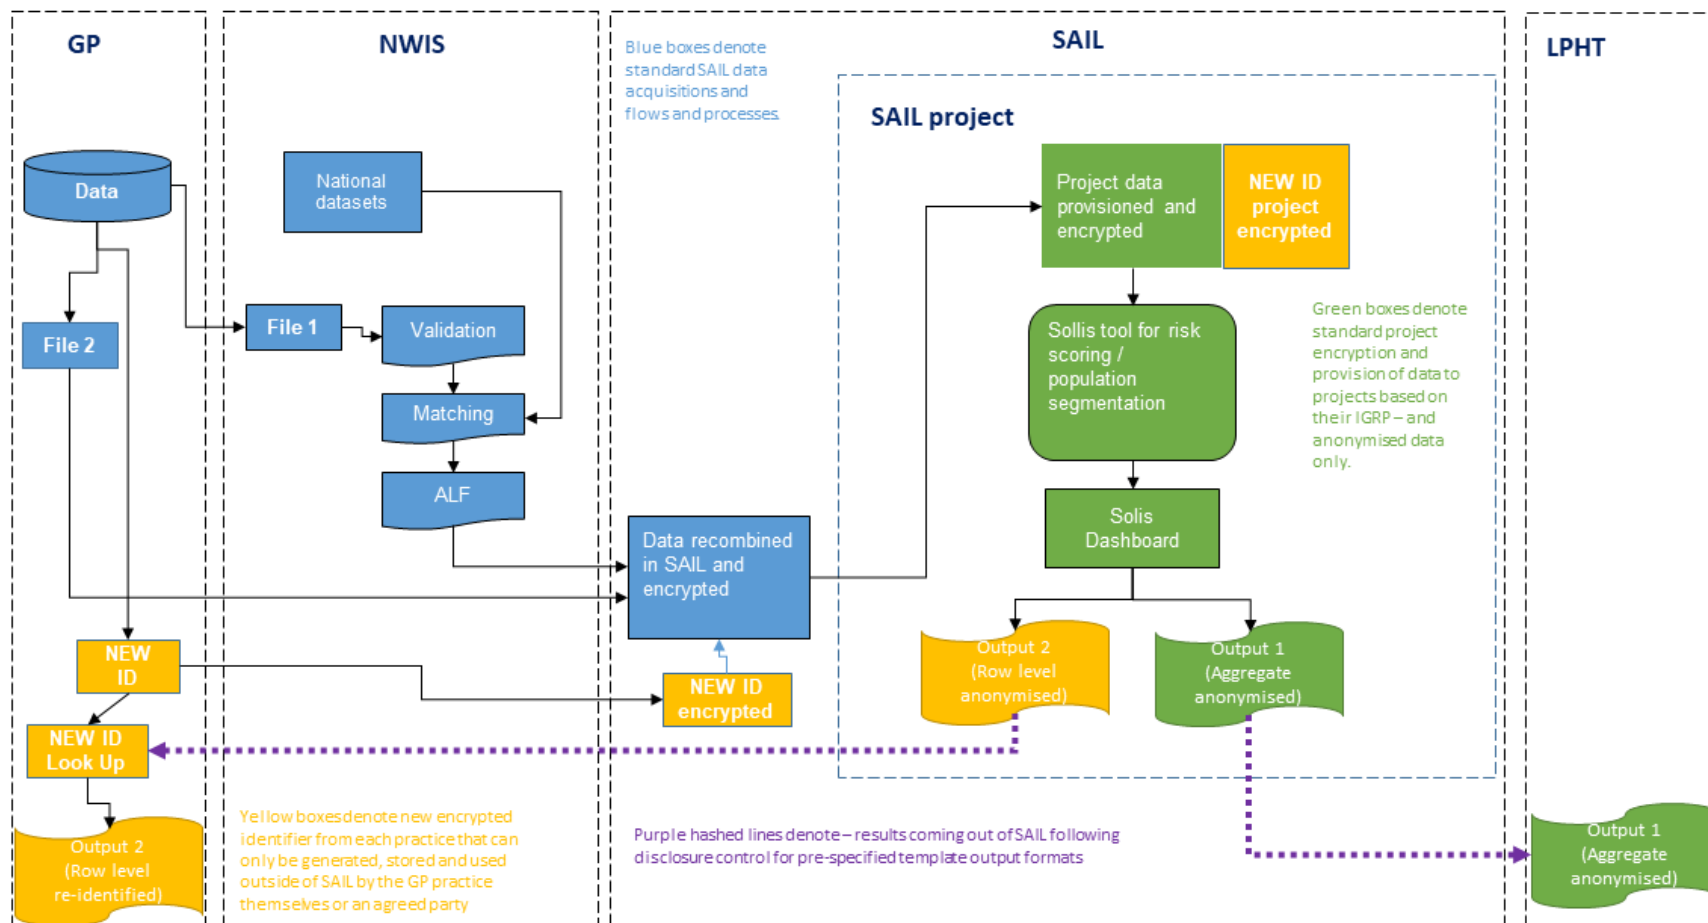 GP
NWIS
SAIL
LPHT
Blue boxes denote
standard SAIL data
acquisitions and
flows and processes.
SAIL project
Data
National
datasets
Project data
provisioned and
encrypted
NEW ID
project
encrypted
File 2
File 1
Validation
Matching
ALF
Sollis tool for risk
scoring /
population
segmentation
Green boxes denote
standard project
encryption and
provision of data to
projects based on
their IGRP – and
anonymised data
only.
Solis
Dashboard
Data recombined
in SAIL and
encrypted
NEW
ID
NEW ID
encrypted
Output 2
(Row level
anonymised)
Output 1
(Aggregate
anonymised)
NEW ID
Look Up
Output 2
(Row level
re-identified)
Yellow boxes denote new encrypted
identifier from each practice that can
only be generated, stored and used
outside of SAIL by the GP practice
themselves or an agreed party
Purple hashed lines denote – results coming out of SAIL following
disclosure control for pre-specified template output formats
Output 1
(Aggregate
anonymised)